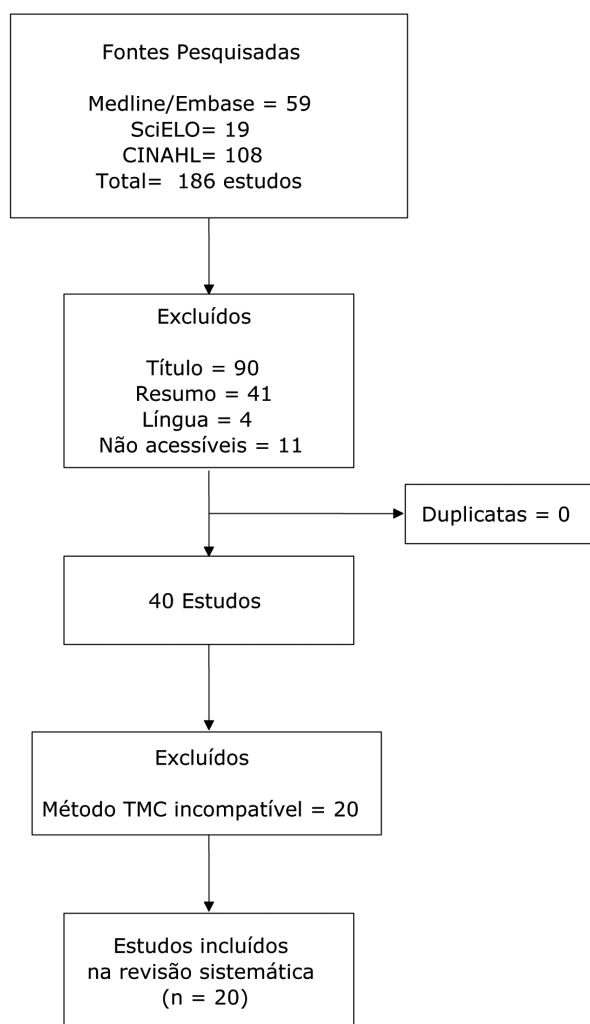 Fontes Pesquisadas
Medline/Embase = 59
SciELO= 19
CINAHL= 108
Total=  186 estudos
Excluídos
Título = 90
Resumo = 41
Língua = 4
Não acessíveis = 11
Duplicatas = 0
40 Estudos
Excluídos
Método TMC incompatível = 20
Estudos incluídos
na revisão sistemática
(n = 20)